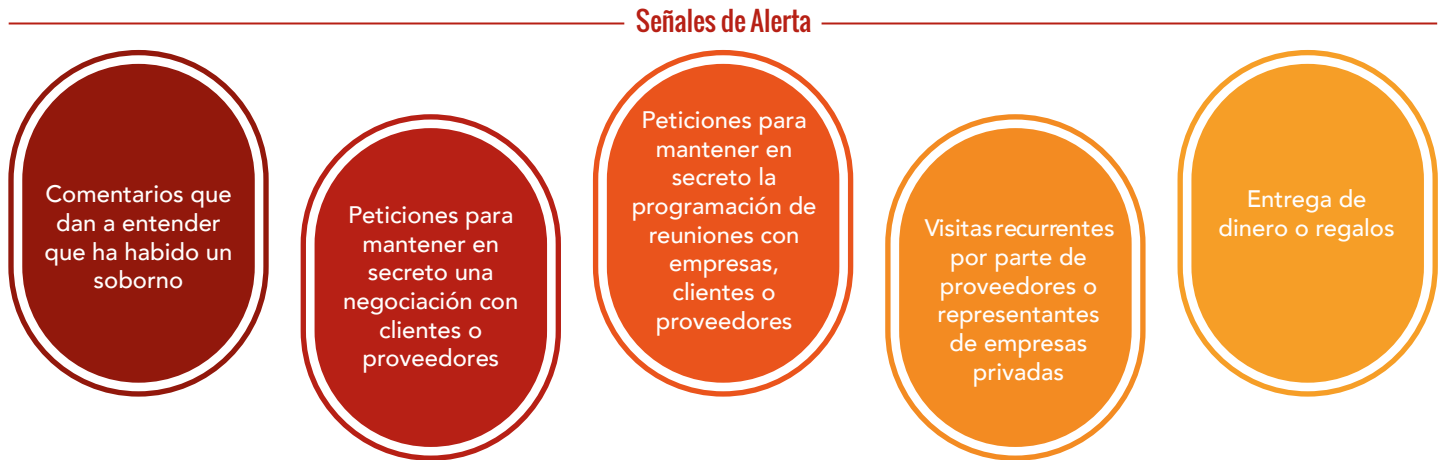 Señales de Alerta
Comentarios que
dan a entender
que ha habido un
soborno
Peticiones para
mantener en
secreto una
negociación con
clientes o
proveedores
Peticiones para
mantener en
secreto la
programación de
reuniones con
empresas,
clientes o
proveedores
Visitas recurrentes
por parte de
proveedores o
representantes
de empresas
privadas
Entrega de
dinero o regalos